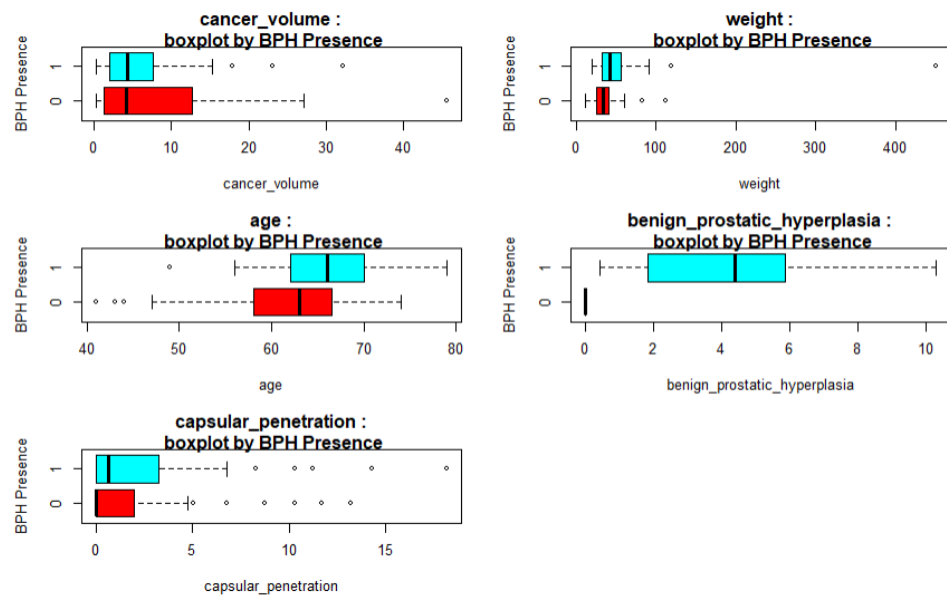 cancer_volume :
boxplot by BPH Presence
BPH Presence
1
0
0 10 20 30 40
cancer_volume
weight :
boxplot by BPH Presence
BPH Presence
1
0
0 100 200 300 400
weight
age :
boxplot by BPH Presence
BPH Presence
1
0
40 50 60 70 80
age
benign_prostatic_hyperplasia :
boxplot by BPH Presence
BPH Presence
1
0
0 2 4 6 8 10
benign_prostatic_hyperplasia
capsular_penetration :
boxplot by BPH Presence
BPH Presence
1
0
0 5 10 15
capsular_penetration